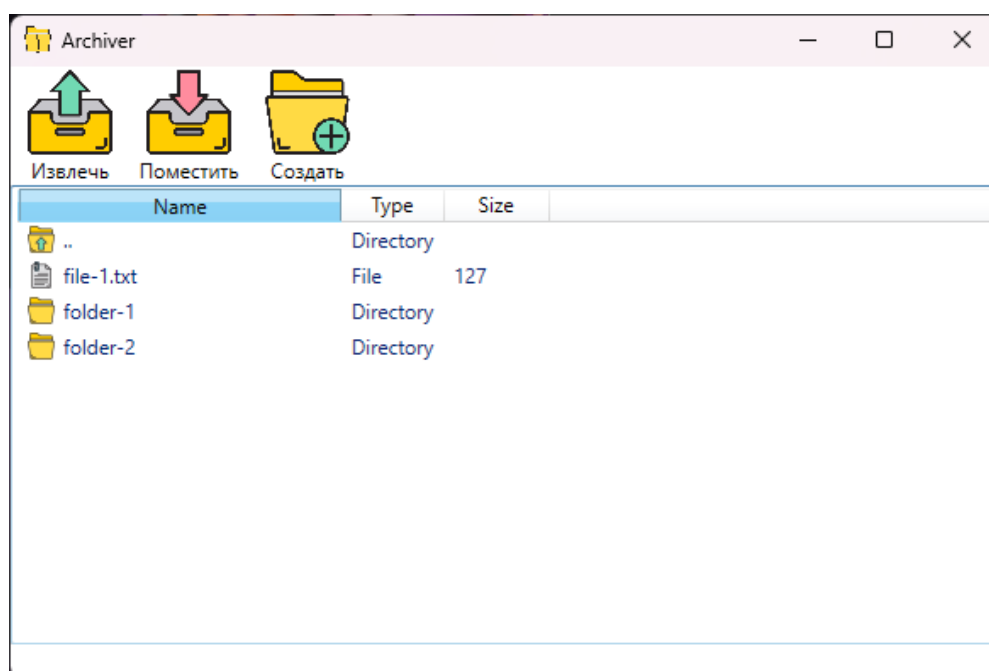 Archiver
Извлечь Поместить Создать
Name Type Size
.. Directory
file-1.txt File 127
folder-1 Directory
folder-2 Directory